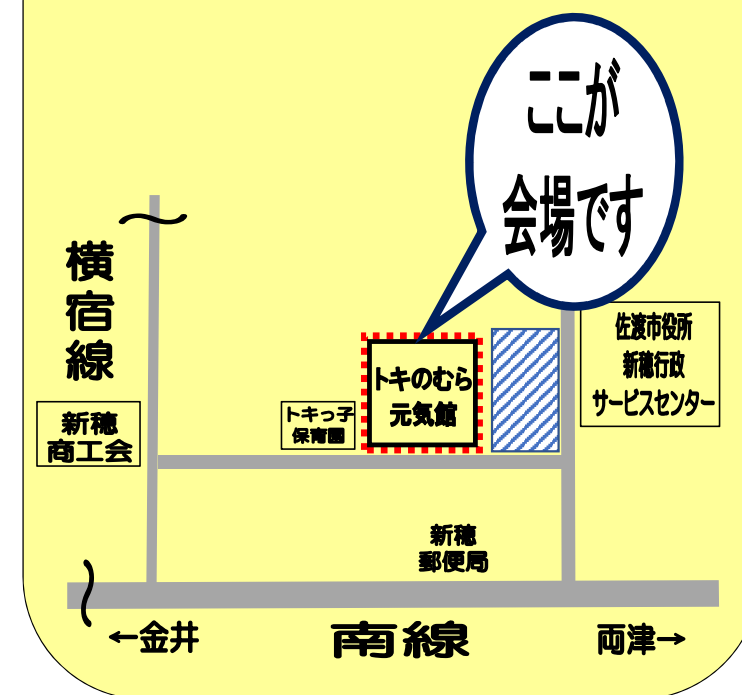 ここが
会場です
横
宿
線
佐渡市役所
新穂行政
サービスセンター
トキのむら
元気館
トキっ子
保育園
新穂
商工会
新穂
郵便局
←金井
南線
両津→